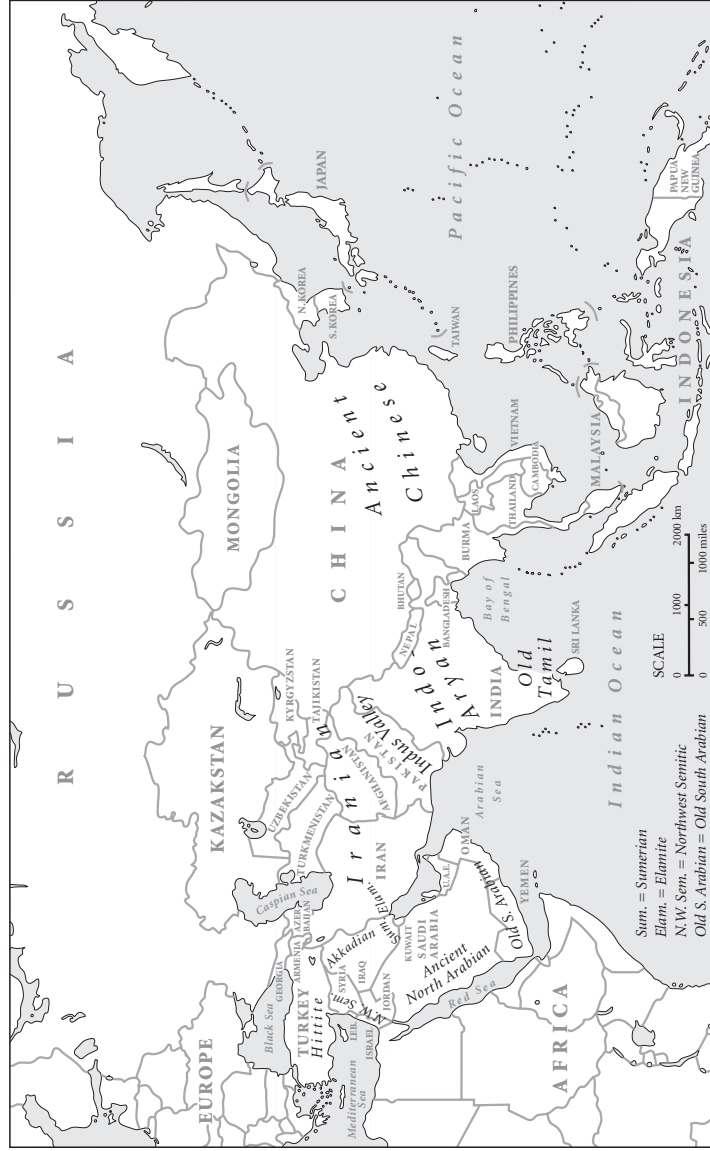 R U S S I A
EUROPE
KAZAKSTAN
MONGOLIA
Black Sea
GEORGIA
Caspian Sea
ARMENIA
AZER-
BAIJAN
UZBEKISTAN
TURKMENISTAN
KYRGYZSTAN
TAJIKISTAN
N. KOREA
S. KOREA
JAPAN
TURKEY
Hittite
Mediterranean
Sea
LEB.
ISRAEL
N.W. Sem.
SYRIA
IRAQ
JORDAN
Akkadian
Sum.
Elam.
Iranian
IRAN
AFGHANISTAN
PAKISTAN
Indus Valley
C H I N A
Ancient
Chinese
NEPAL
BHUTAN
BANGLADESH
Indo-
Aryan
INDIA
Old
Tamil
SRI LANKA
BURMA
LAOS
THAILAND
VIETNAM
CAMBODIA
TAIWAN
Pacific Ocean
PHILIPPINES
MALAYSIA
INDONESIA
PAPUA
NEW
GUINEA
KUWAIT
SAUDI
ARABIA
Ancient
North Arabian
U.A.E.
OMAN
Old S. Arabian
YEMEN
Red Sea
Arabian
Sea
Bay of
Bengal
AFRICA
Indian Ocean
SCALE
0 1000 2000 km
0 500 1000 miles
Sum. = Sumerian
Elam. = Elamite
N.W. Sem. = Northwest Semitic
Old S. Arabian = Old South Arabian